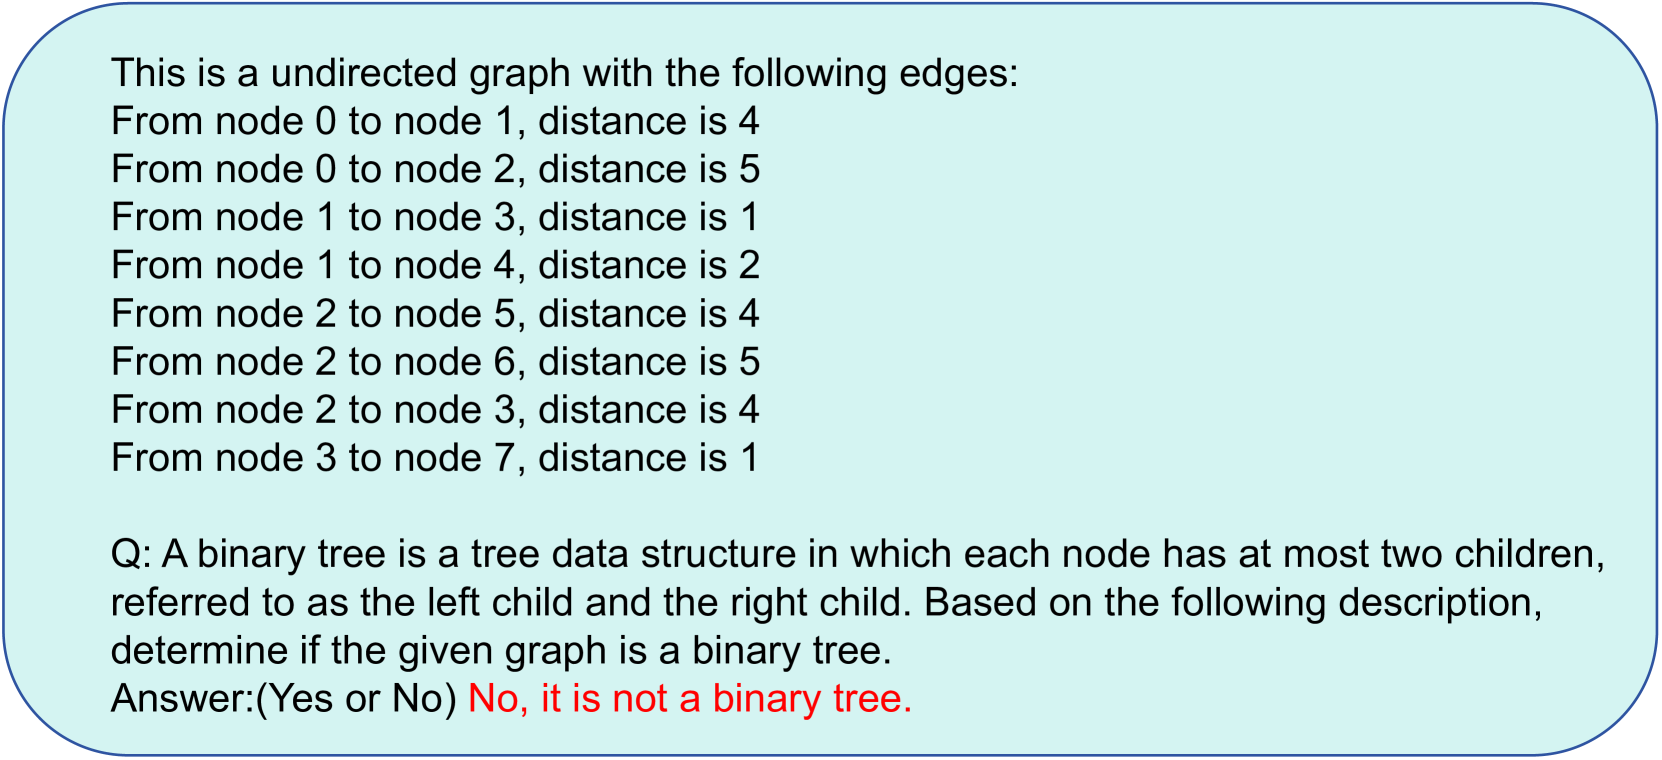 This is a undirected graph with the following edges:
From node 0 to node 1, distance is 4
From node 0 to node 2, distance is 5
From node 1 to node 3, distance is 1
From node 1 to node 4, distance is 2
From node 2 to node 5, distance is 4
From node 2 to node 6, distance is 5
From node 2 to node 3, distance is 4
From node 3 to node 7, distance is 1
Q: A binary tree is a tree data structure in which each node has at most two children,
referred to as the left child and the right child. Based on the following description,
determine if the given graph is a binary tree.
Answer:(Yes or No) No, it is not a binary tree.